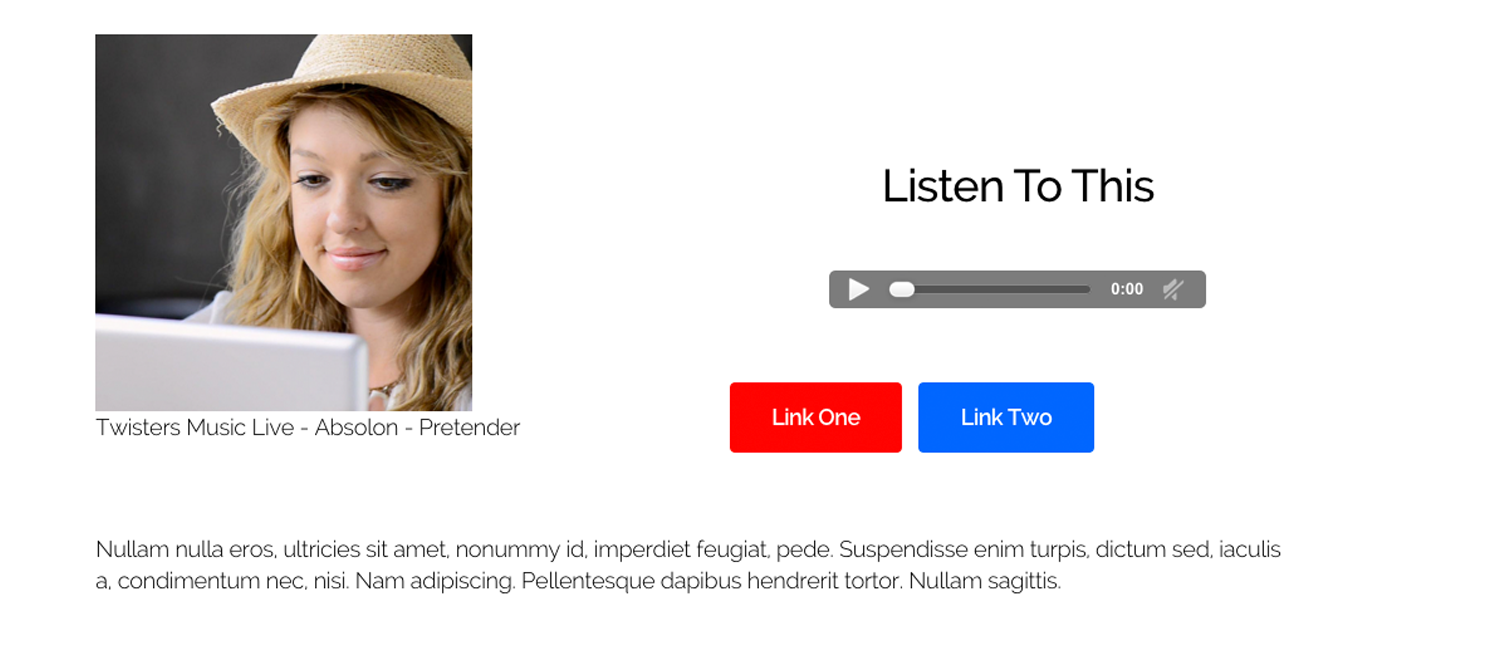 Listen To This
0:00
Link One
Link Two
Twisters Music Live - Absolon - Pretender
Nullam nulla eros, ultricies sit amet, nonummy id, imperdiet feugiat, pede. Suspendisse enim turpis, dictum sed, iaculis
a, condimentum nec, nisi. Nam adipiscing. Pellentesque dapibus hendrerit tortor. Nullam sagittis.